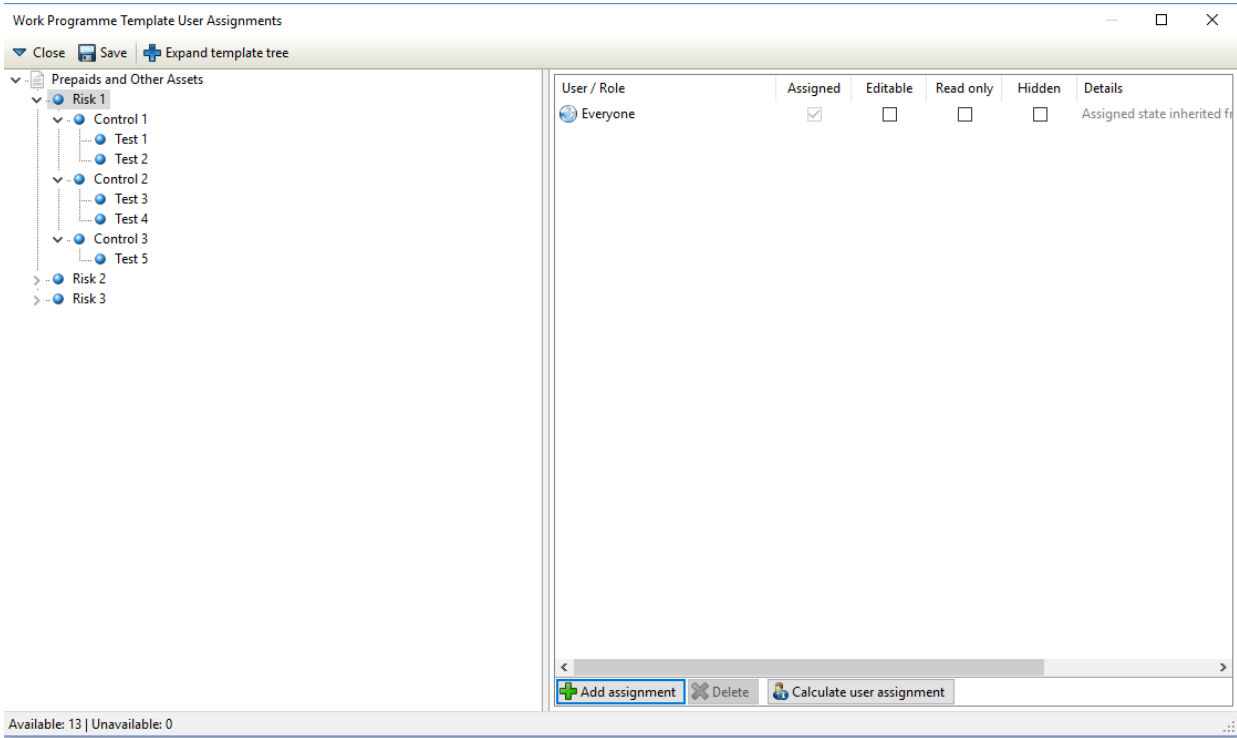 Work Programme Template User Assignments
Close Save Expand template tree
Prepaids and Other Assets
Risk 1
Control 1
Test 1
Test 2
Control 2
Test 3
Test 4
Control 3
Test 5
Risk 2
Risk 3
User / Role Assigned Editable Read only Hidden Details
Everyone Assigned state inherited fr
Add assignment Delete Calculate user assignment
Available: 13 | Unavailable: 0